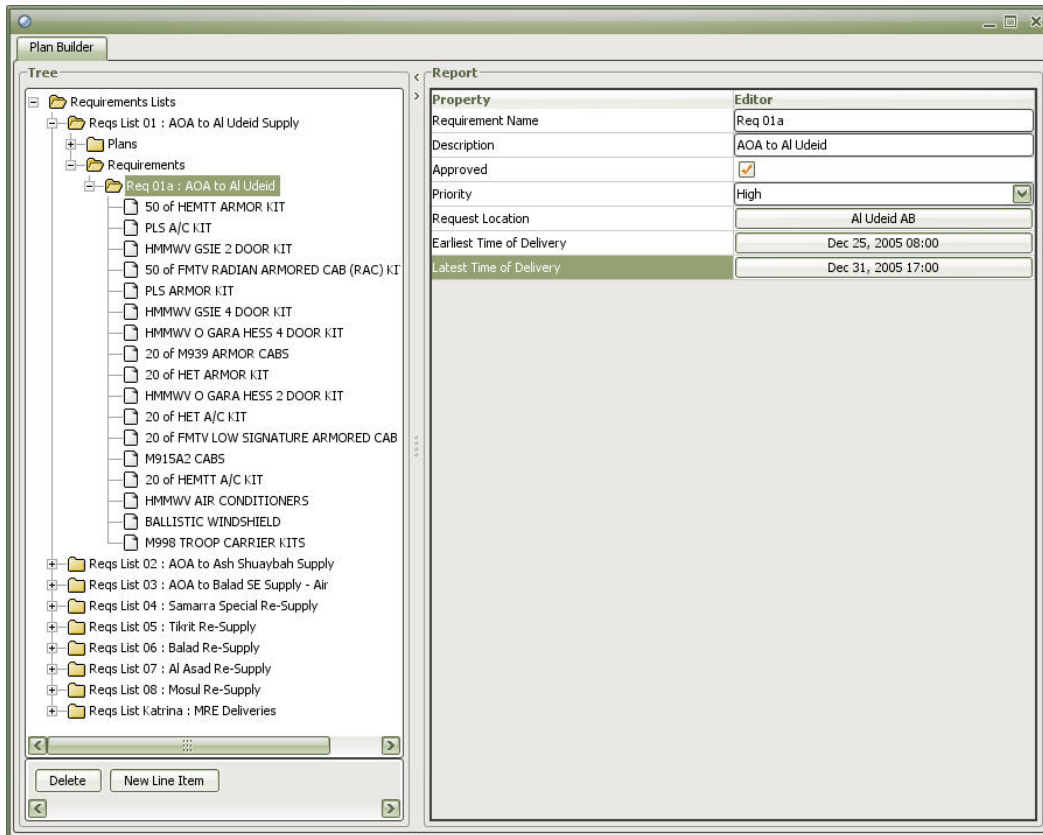 Plan Builder
Tree
Requirements Lists
Reqs List 01 : AOA to Al Udeid Supply
Plans
Requirements
Req 01a : AOA to Al Udeid
50 of HEMTT ARMOR KIT
PLS A/C KIT
HMMWV GSIE 2 DOOR KIT
50 of FMTV RADIAN ARMORED CAB (RAC) KI
PLS ARMOR KIT
HMMWV GSIE 4 DOOR KIT
HMMWV O GARA HESS 4 DOOR KIT
20 of M939 ARMOR CABS
20 of HET ARMOR KIT
HMMWV O GARA HESS 2 DOOR KIT
20 of HET A/C KIT
20 of FMTV LOW SIGNATURE ARMORED CAB
M915A2 CABS
20 of HEMTT A/C KIT
HMMWV AIR CONDITIONERS
BALLISTIC WINDSHIELD
M998 TROOP CARRIER KITS
Reqs List 02 : AOA to Ash Shuaybah Supply
Reqs List 03 : AOA to Balad SE Supply - Air
Reqs List 04 : Samarra Special Re-Supply
Reqs List 05 : Tikrit Re-Supply
Reqs List 06 : Balad Re-Supply
Reqs List 07 : Al Asad Re-Supply
Reqs List 08 : Mosul Re-Supply
Reqs List Katrina : MRE Deliveries
Delete New Line Item
Report
Property Editor
Requirement Name Req 01a
Description AOA to Al Udeid
Approved
Priority High
Request Location Al Udeid AB
Earliest Time of Delivery Dec 25, 2005 08:00
Latest Time of Delivery Dec 31, 2005 17:00